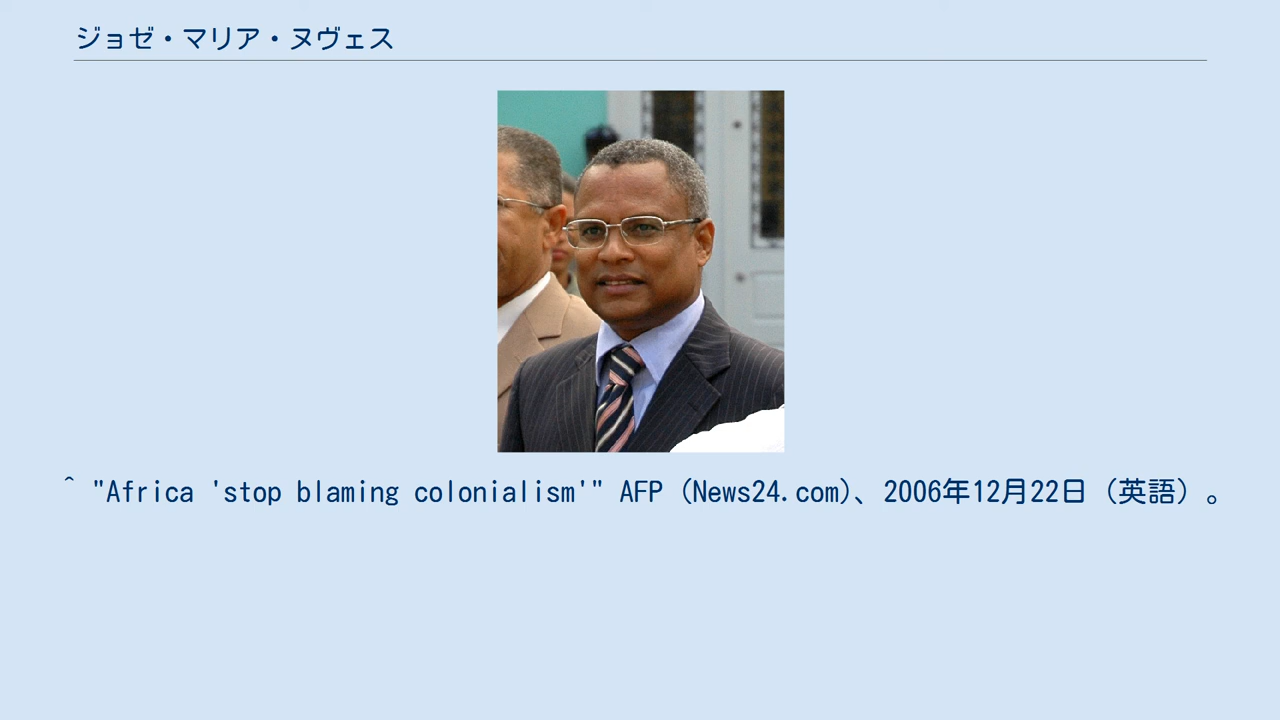 ジョゼ・マリア・ヌヴェス
^ "Africa 'stop blaming colonialism'" AFP (News24.com)、2006年12月22日（英語）。